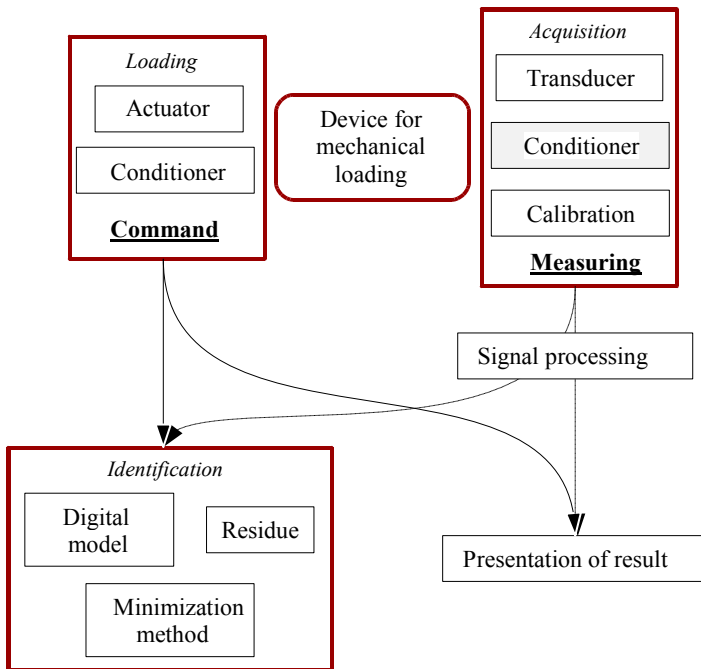 Loading
Actuator
Conditioner
Command
Device for
mechanical
loading
Acquisition
Transducer
Conditioner
Calibration
Measuring
Signal processing
Identification
Digital
model
Residue
Minimization
method
Presentation of result